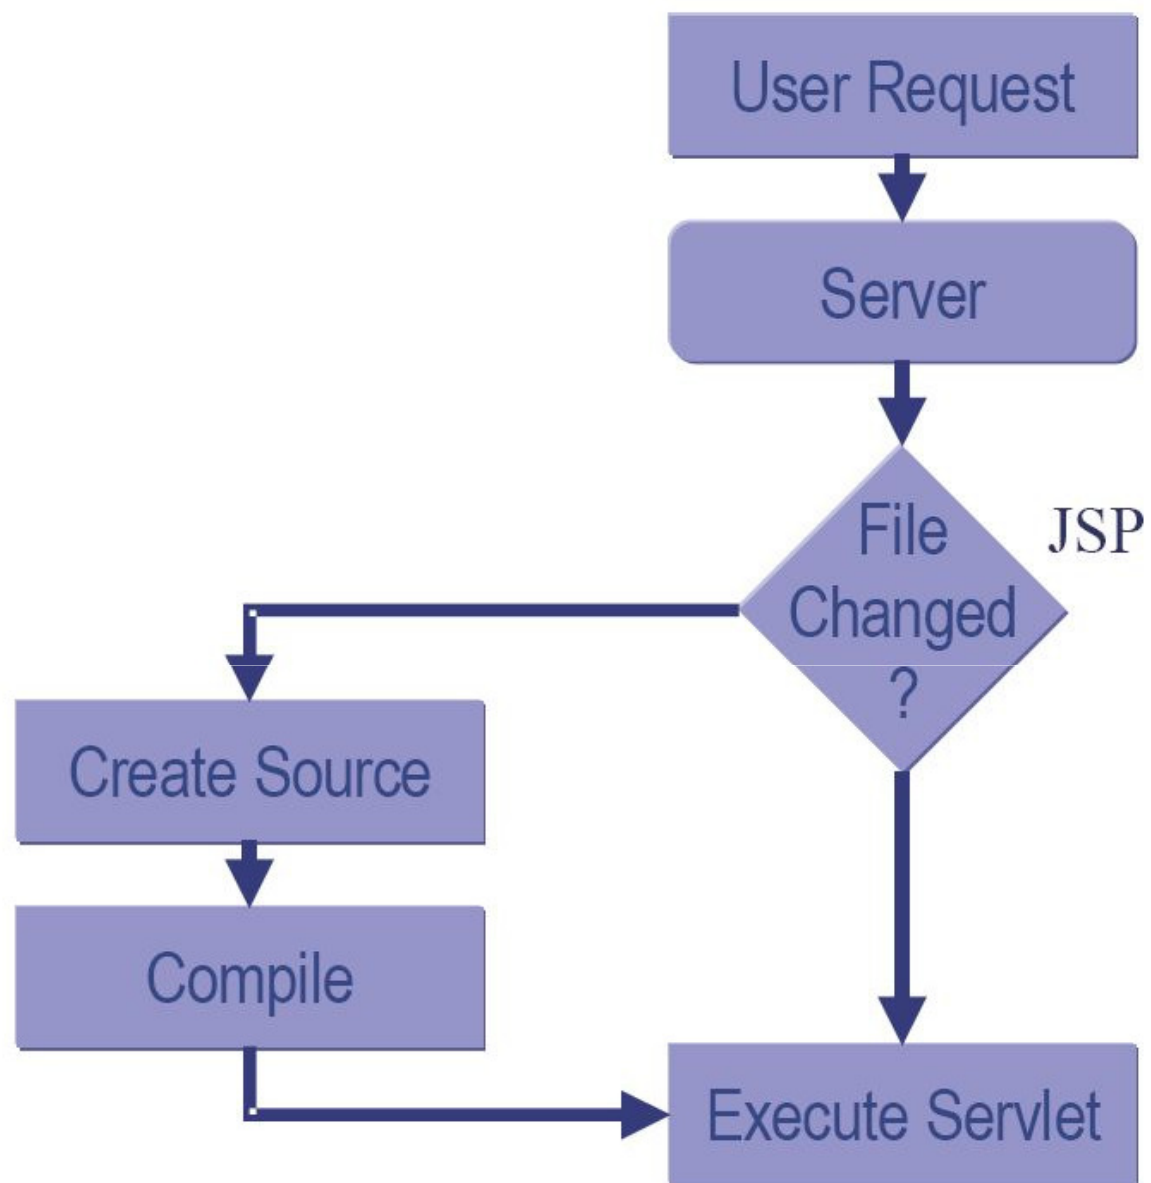 User Request
Server
File
JSP
Changed
?
Create Source
Compile
Execute Servlet